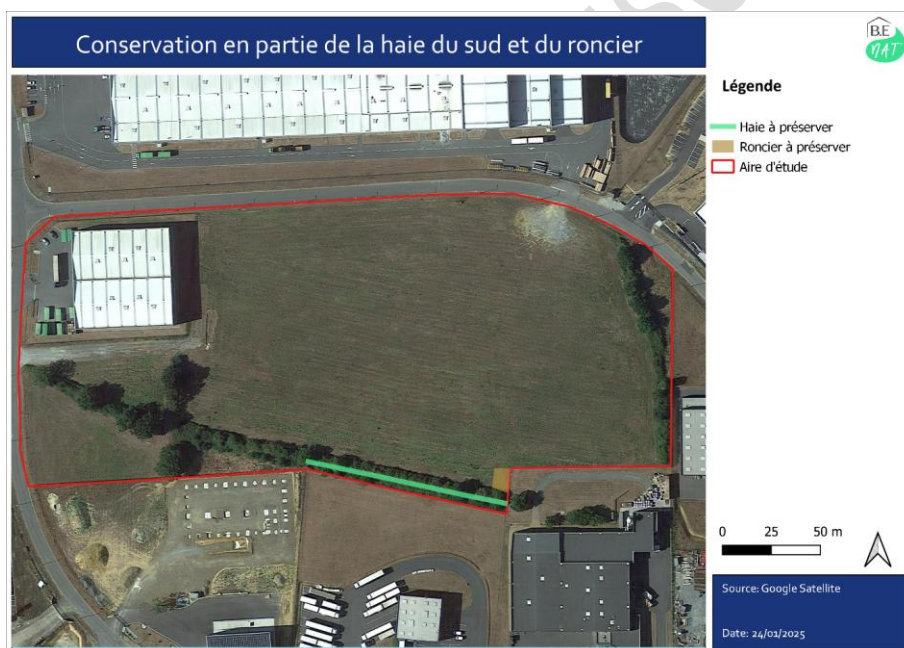 Conservation en partie de la haie du sud et du roncier
B.E
NAT
Légende
Haie à préserver
Roncier à préserver
Aire d'étude
0 25 50 m
Source: Google Satellite
Date: 24/01/2025